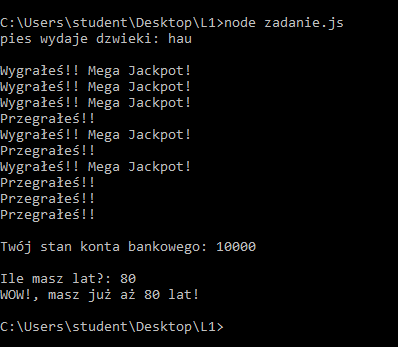 C:\Users\student\Desktop\L1>node zadanie.js
pies wydaje dzwieki: hau
Wygrałeś!! Mega Jackpot!
Wygrałeś!! Mega Jackpot!
Wygrałeś!! Mega Jackpot!
Przegrałeś!!
Wygrałeś!! Mega Jackpot!
Przegrałeś!!
Wygrałeś!! Mega Jackpot!
Przegrałeś!!
Przegrałeś!!
Przegrałeś!!
Twój stan konta bankowego: 10000
Ile masz lat?: 80
WOW!, masz już aż 80 lat!
C:\Users\student\Desktop\L1>